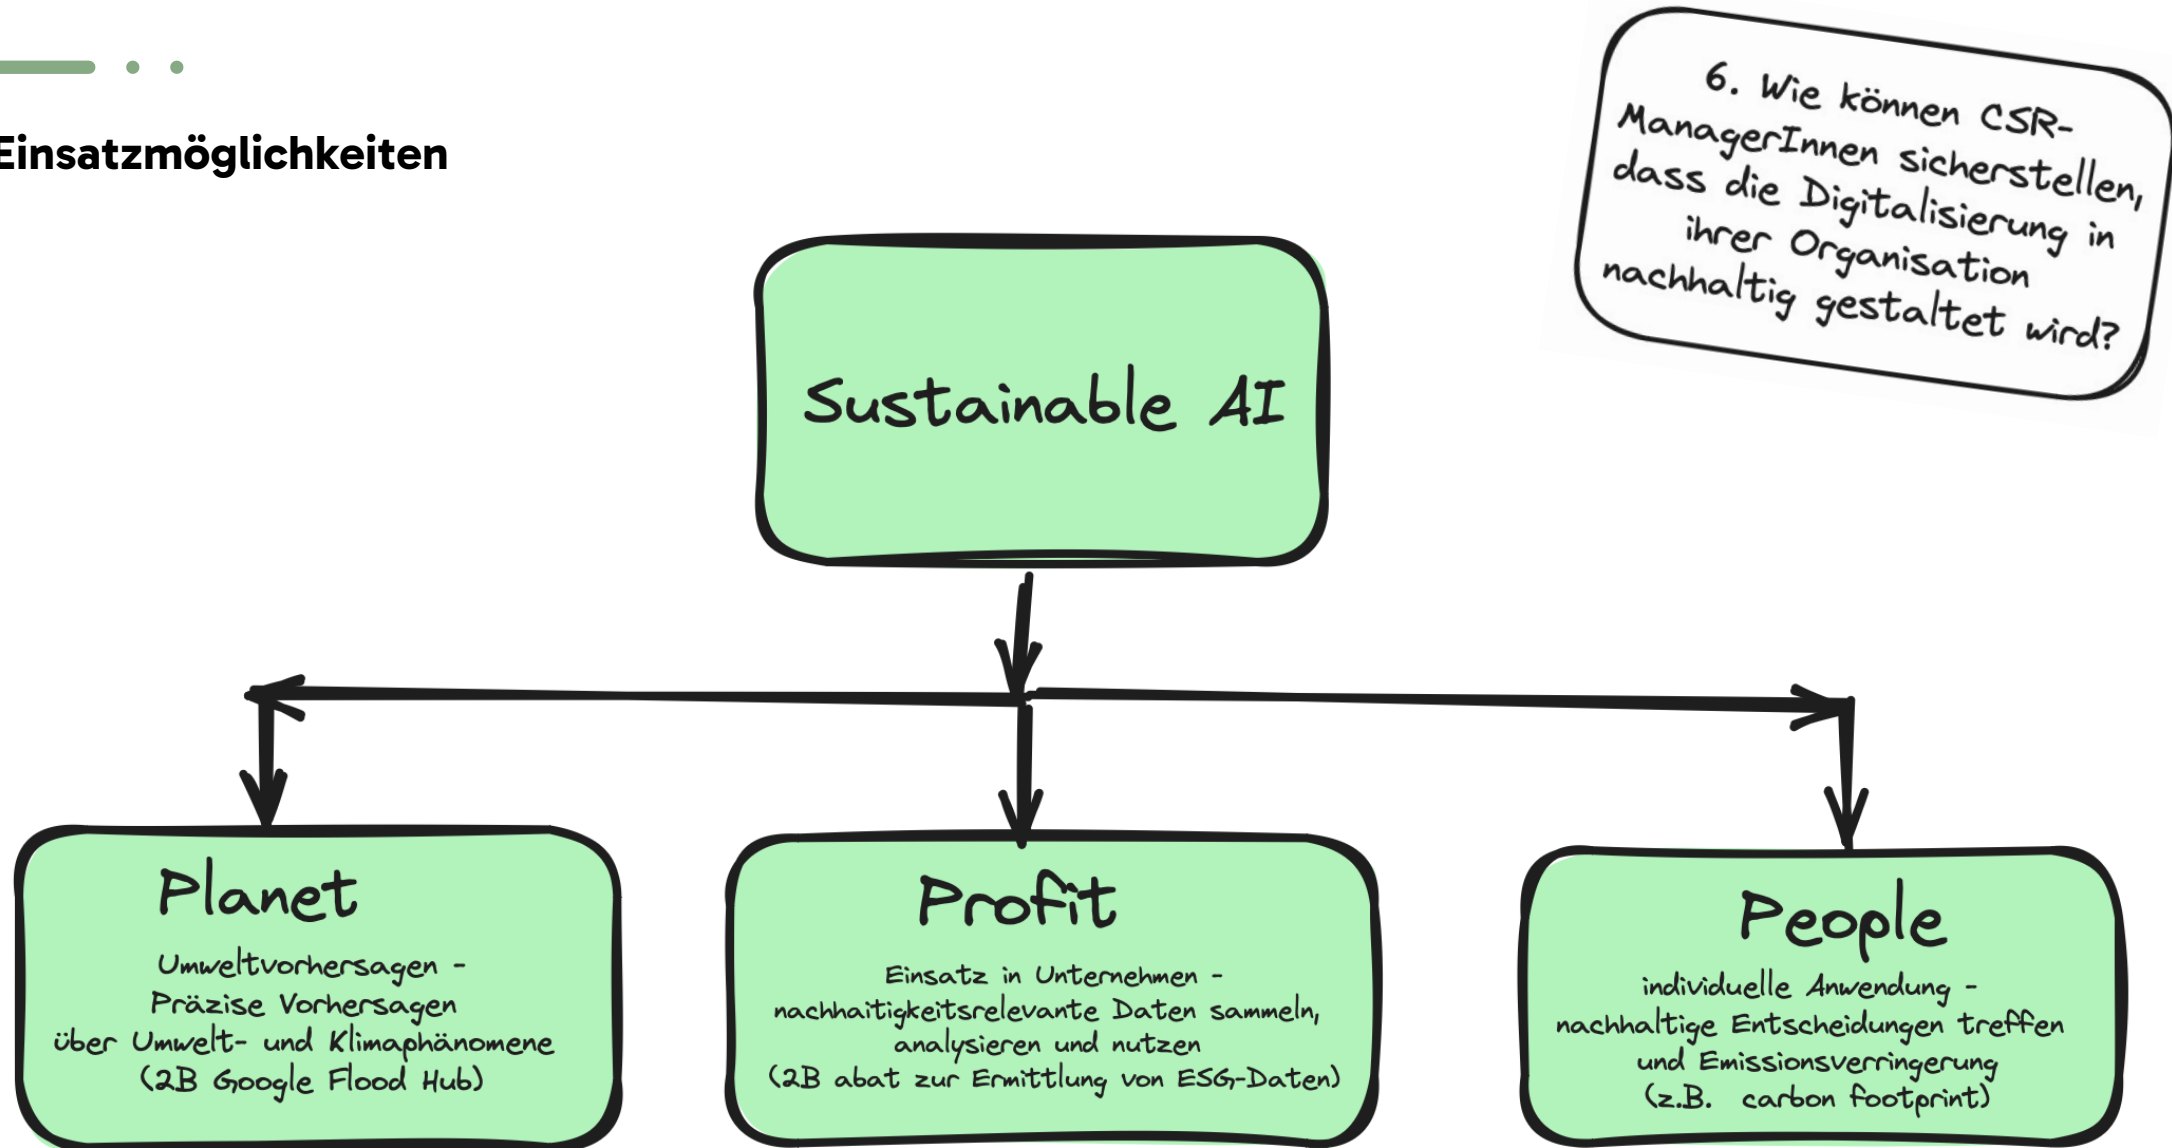 Einsatzmöglichkeiten
6. Wie können CSR-
ManagerInnen sicherstellen,
dass die Digitalisierung in
ihrer Organisation
nachhaltig gestaltet wird?
Sustainable AI
Planet
Umweltvorhersagen -
Präzise Vorhersagen
über Umwelt- und Klimaphänomene
(2B Google Flood Hub)
Profit
Einsatz in Unternehmen -
nachhaitigkeitsrelevante Daten sammeln,
analysieren und nutzen
(2B abat zur Ermittlung von ESG-Daten)
People
individuelle Anwendung -
nachhaltige Entscheidungen treffen
und Emissionsverringerung
(z.B. carbon footprint)